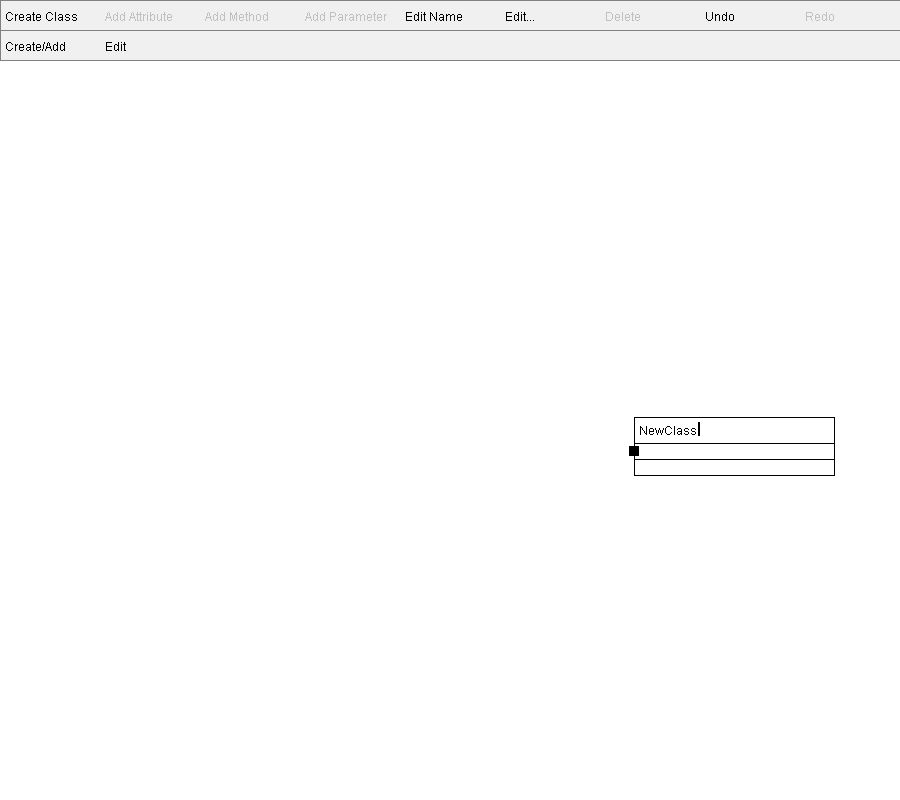 Create Class Add Attribute Add Method Add Parameter Edit Name Edit... Delete Undo Redo
Create/Add Edit
NewClass